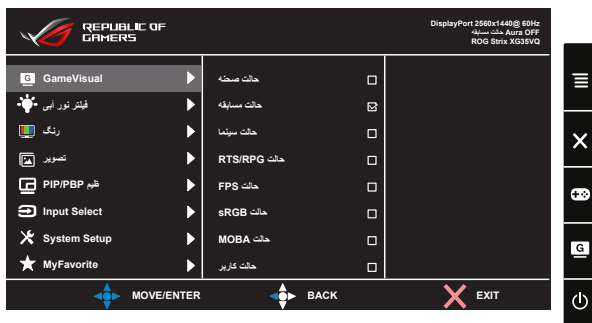 REPUBLIC OF
GAMERS
DisplayPort 2560x1440@ 60Hz
حالت مسابقه Aura OFF
ROG Strix XG35VQ
G GameVisual
فیلتر نور آبی
رنگ
تصویر
PIP/PBP فلیم
Input Select
System Setup
MyFavorite
حالت صحنه
حالت مسابقه
حالت سینما
حالت RTS/RPG
حالت FPS
حالت sRGB
حالت MOBA
حالت کاربر
MOVE/ENTER
BACK
EXIT
G